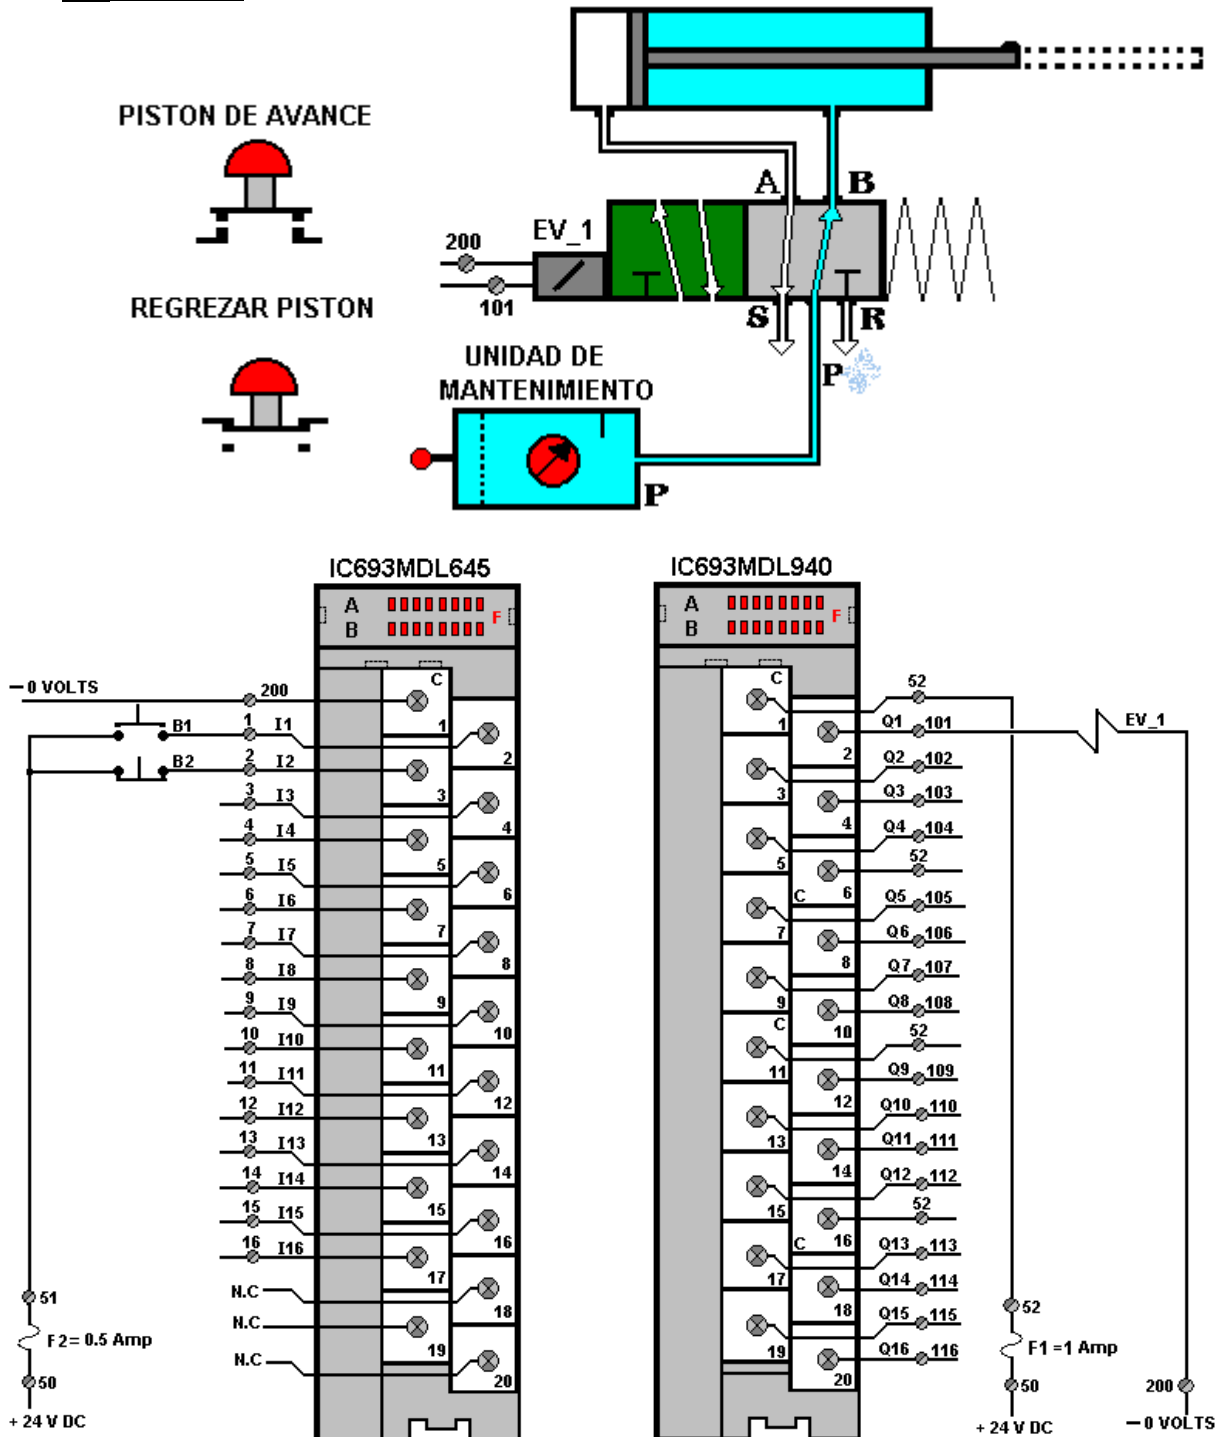 PISTON DE AVANCE
A
B
EV_1
200
101
REGREZAR PISTON
S
R
P
UNIDAD DE
MANTENIMIENTO
P
IC693MDL645
A
B
F
C
– 0 VOLTS
200
B1
1
I1
1
B2
2
I2
2
3
I3
3
4
I4
4
5
I5
5
6
I6
6
7
I7
7
8
I8
8
9
I9
9
10
I10
10
11
I11
11
12
I12
12
13
I13
13
14
I14
14
15
I15
15
16
I16
16
17
N.C
18
N.C
19
N.C
20
51
F2= 0.5 Amp
50
+ 24 V DC
IC693MDL940
A
B
F
C
52
1
Q1
101
EV_1
2
Q2
102
3
Q3
103
4
Q4
104
5
52
C
6
Q5
105
7
Q6
106
8
Q7
107
9
Q8
108
C
10
52
11
Q9
109
12
Q10
110
13
Q11
111
14
Q12
112
15
52
C
16
Q13
113
17
Q14
114
18
Q15
115
19
Q16
116
20
52
F1 =1 Amp
50
+ 24 V DC
200
– 0 VOLTS